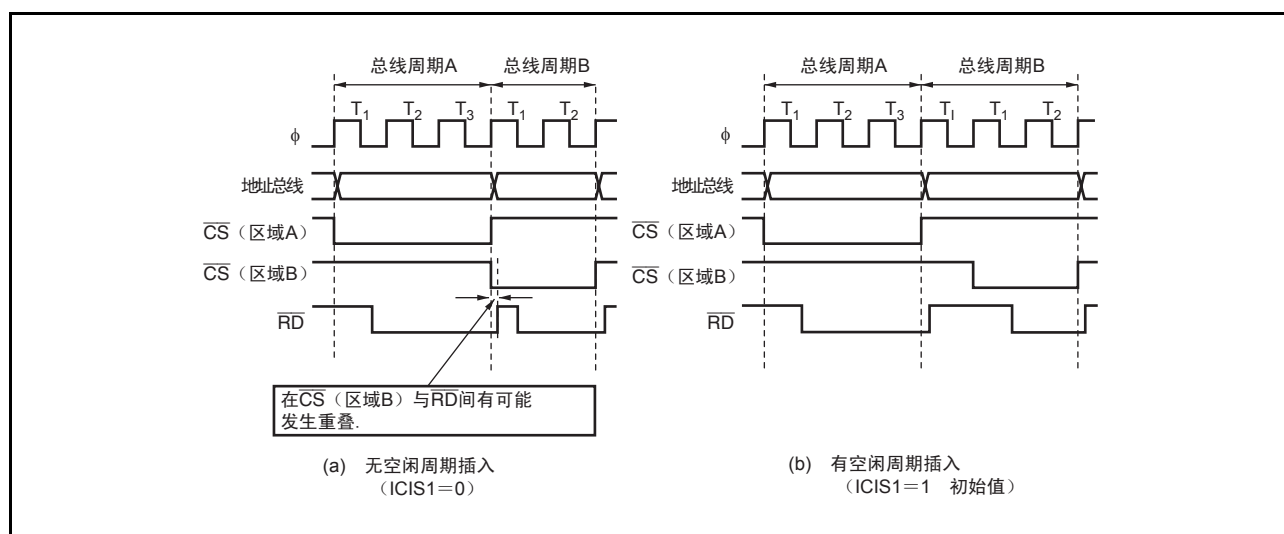 总线周期A 总线周期B
T1 T2 T3 T1 T2
φ
地址总线
CS（区域A）
CS（区域B）
RD
在CS（区域B）与RD间有可能
发生重叠.
(a) 无空闲周期插入
（ICIS1＝0）
总线周期A 总线周期B
T1 T2 T3 TI T1 T2
φ
地址总线
CS（区域A）
CS（区域B）
RD
(b) 有空闲周期插入
（ICIS1＝1 初始值）